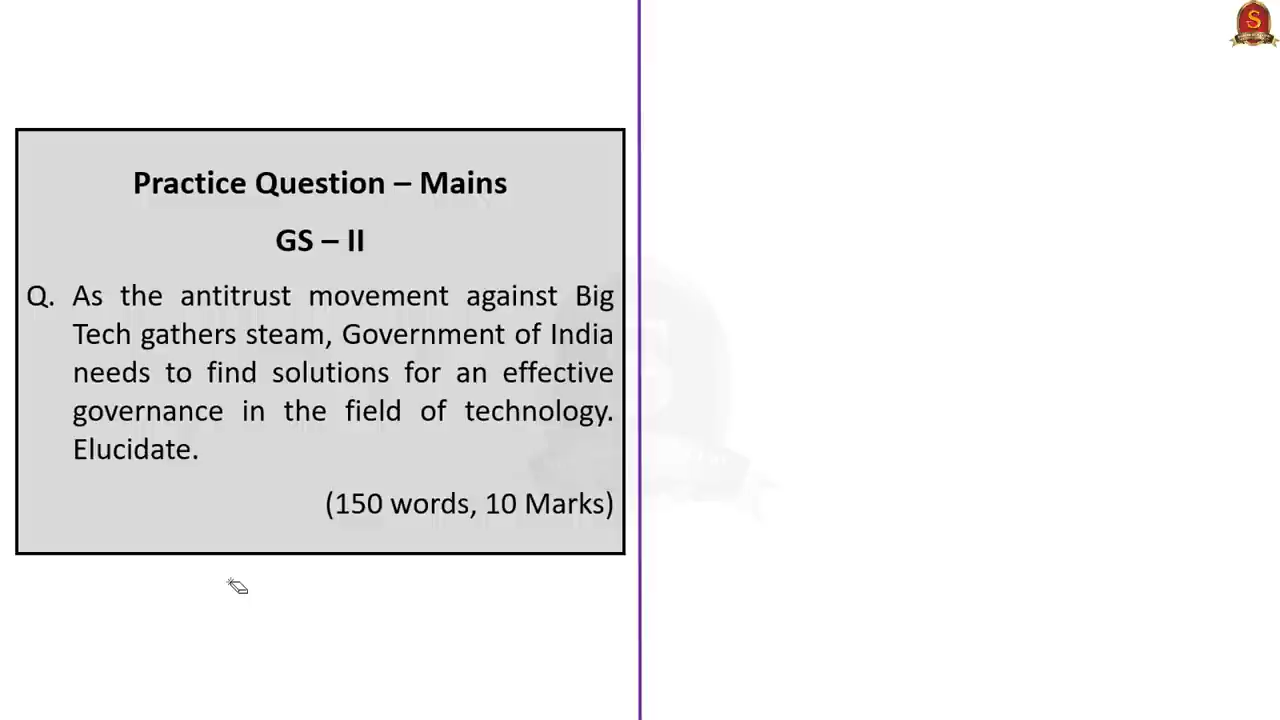 S
Practice Question – Mains
GS – II
Q. As the antitrust movement against Big
Tech gathers steam, Government of India
needs to find solutions for an effective
governance in the field of technology.
Elucidate.
(150 words, 10 Marks)